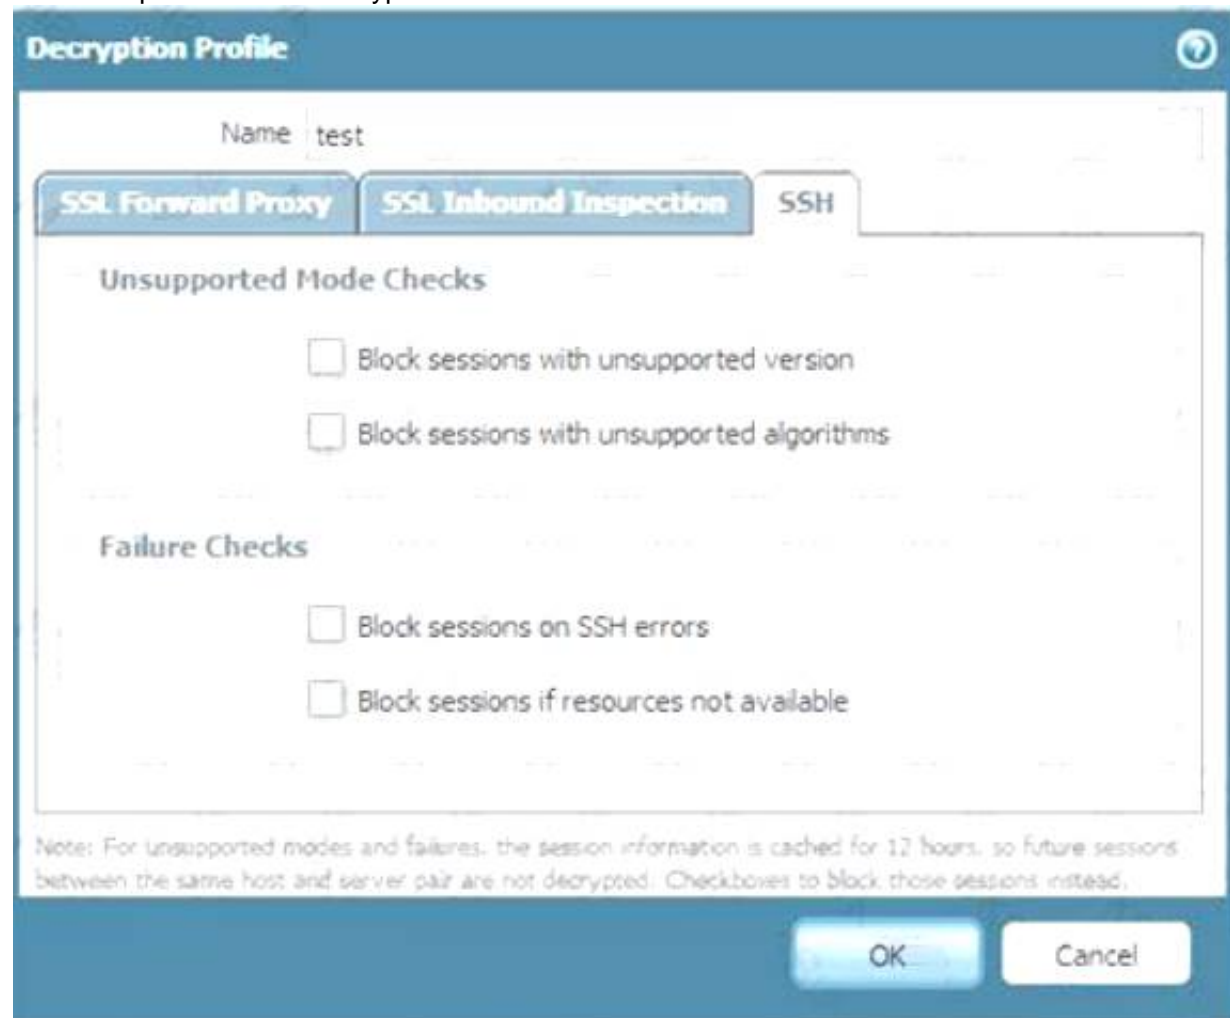 Decryption Profile
Name test
SSL Forward Proxy SSL Inbound Inspection SSH
Unsupported Mode Checks
Block sessions with unsupported version
Block sessions with unsupported algorithms
Failure Checks
Block sessions on SSH errors
Block sessions if resources not available
Note: For unsupported modes and failures, the session information is cached for 12 hours, so future sessions
between the same host and server pair are not decrypted. Checkboxes to block those sessions instead.
OK Cancel